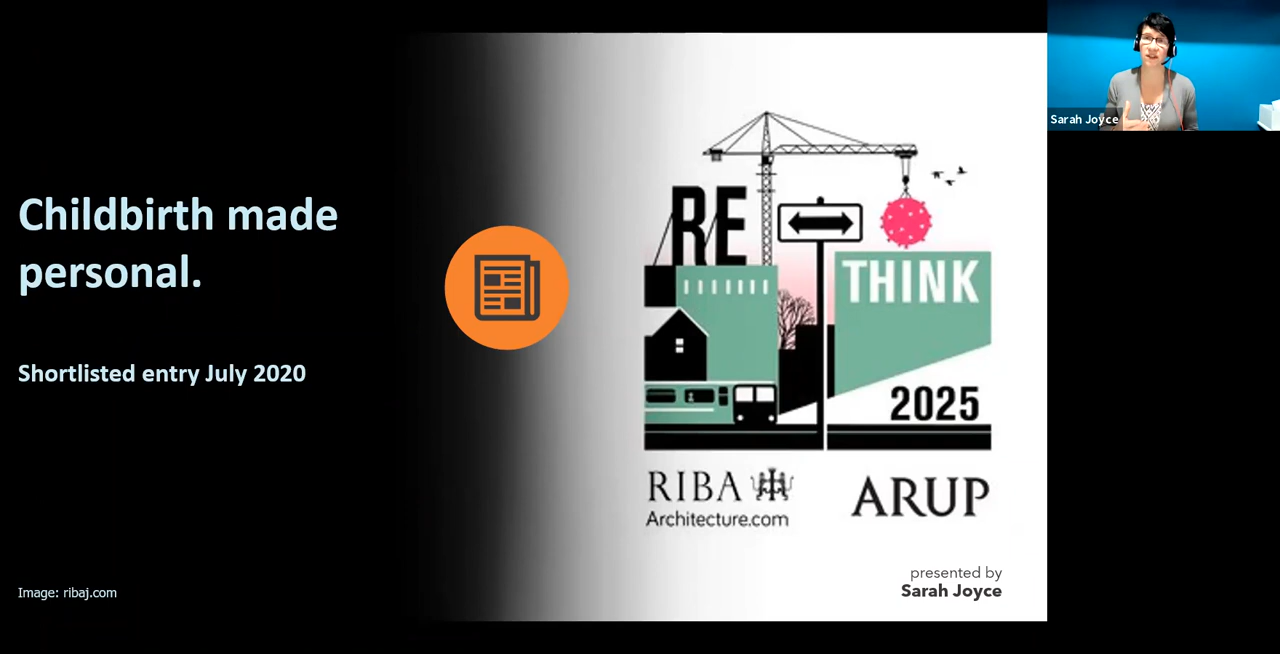 Childbirth made
personal.
Shortlisted entry July 2020
Image: ribaj.com
RE
THINK
2025
RIBA
Architecture.com
ARUP
presented by
Sarah Joyce
Sarah Joyce